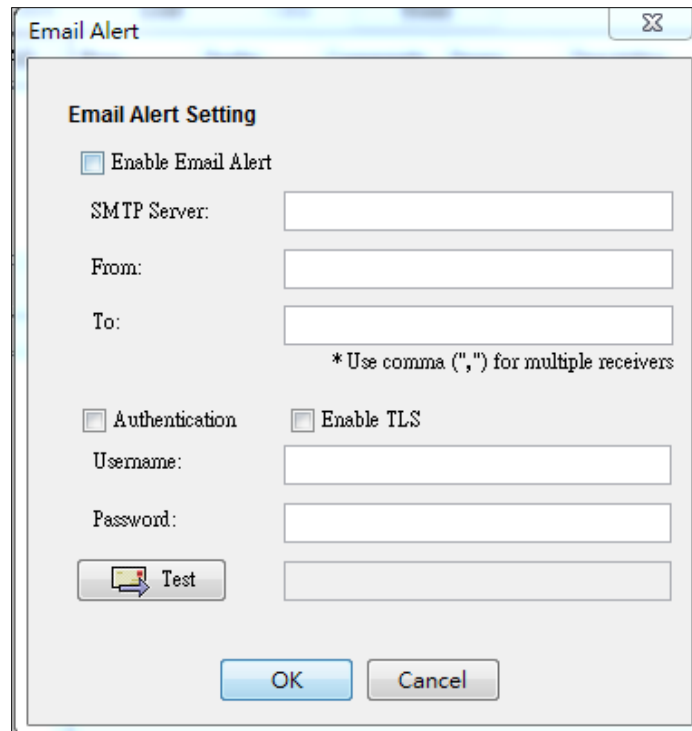 Email Alert
Email Alert Setting
Enable Email Alert
SMTP Server:
From:
To:
* Use comma (",") for multiple receivers
Authentication
Enable TLS
Username:
Password:
Test
OK
Cancel